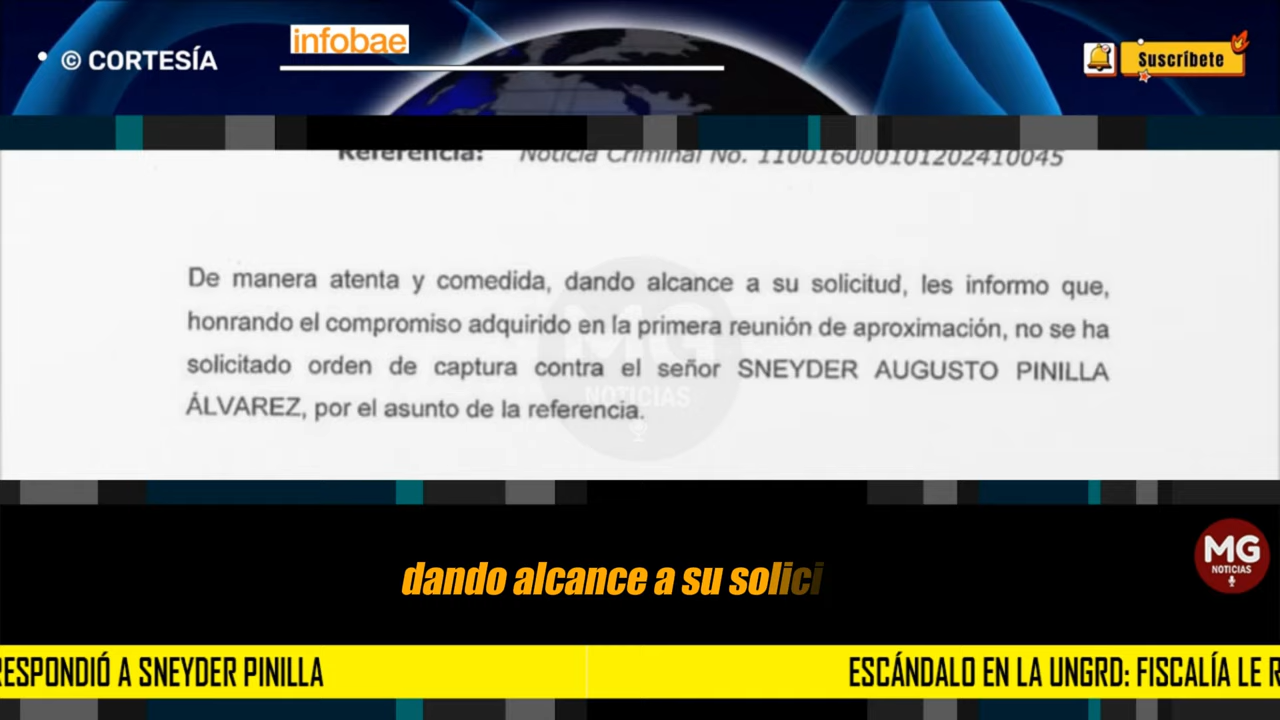 © CORTESÍA
infobae
Suscríbete
Referencia: Noticia Criminal No. 110016000101202410045
De manera atenta y comedida, dando alcance a su solicitud, les informo que,
honrando el compromiso adquirido en la primera reunión de aproximación, no se ha
solicitado orden de captura contra el señor SNEYDER AUGUSTO PINILLA
ÁLVAREZ, por el asunto de la referencia.
MG
NOTICIAS
dando alcance a su solici
MG
NOTICIAS
RESPONDIÓ A SNEYDER PINILLA
ESCÁNDALO EN LA UNGRD: FISCALÍA LE R